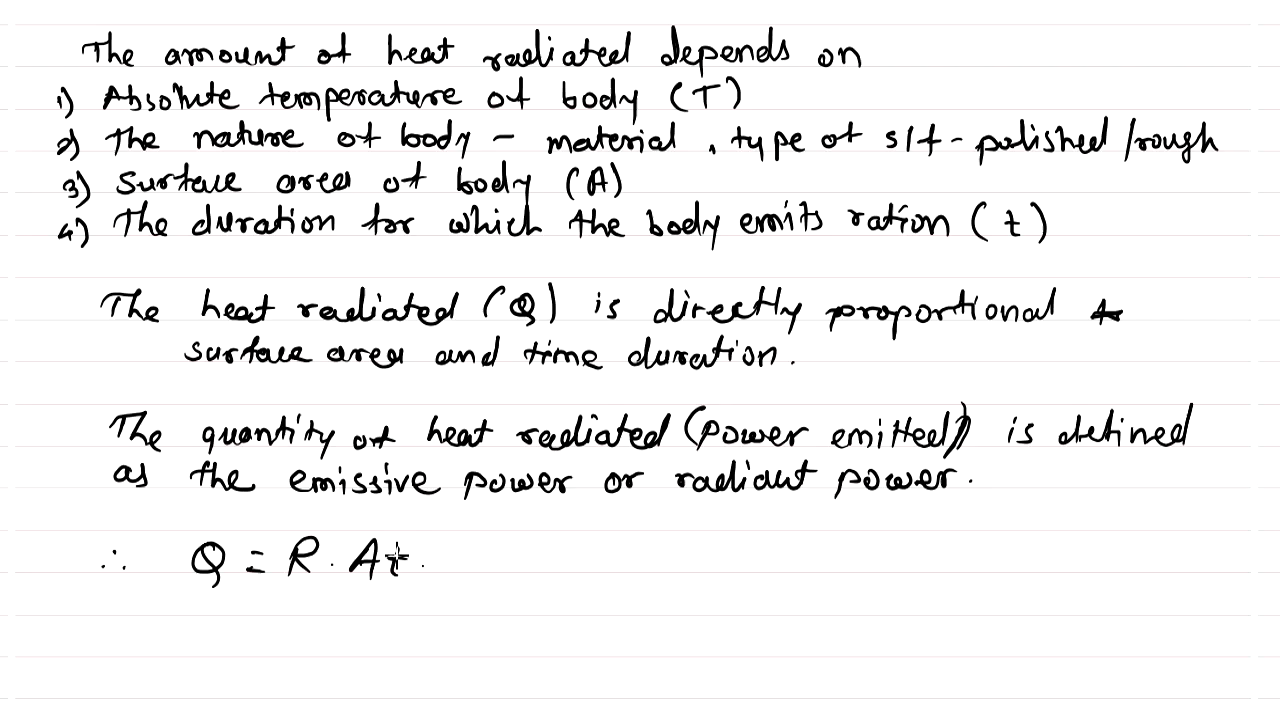 The amount of heat radiated depends on
1) Absolute temperature of body (T)
2) The nature of body - material, type of s/f - polished/rough
3) Surface area of body (A)
4) The duration for which the body emits ration (t)
The heat radiated (Q) is directly proportional to
surface area and time duration.
The quantity of heat radiated (power emitted) is defined
as the emissive power or radiant power.
∴ Q = R. At.